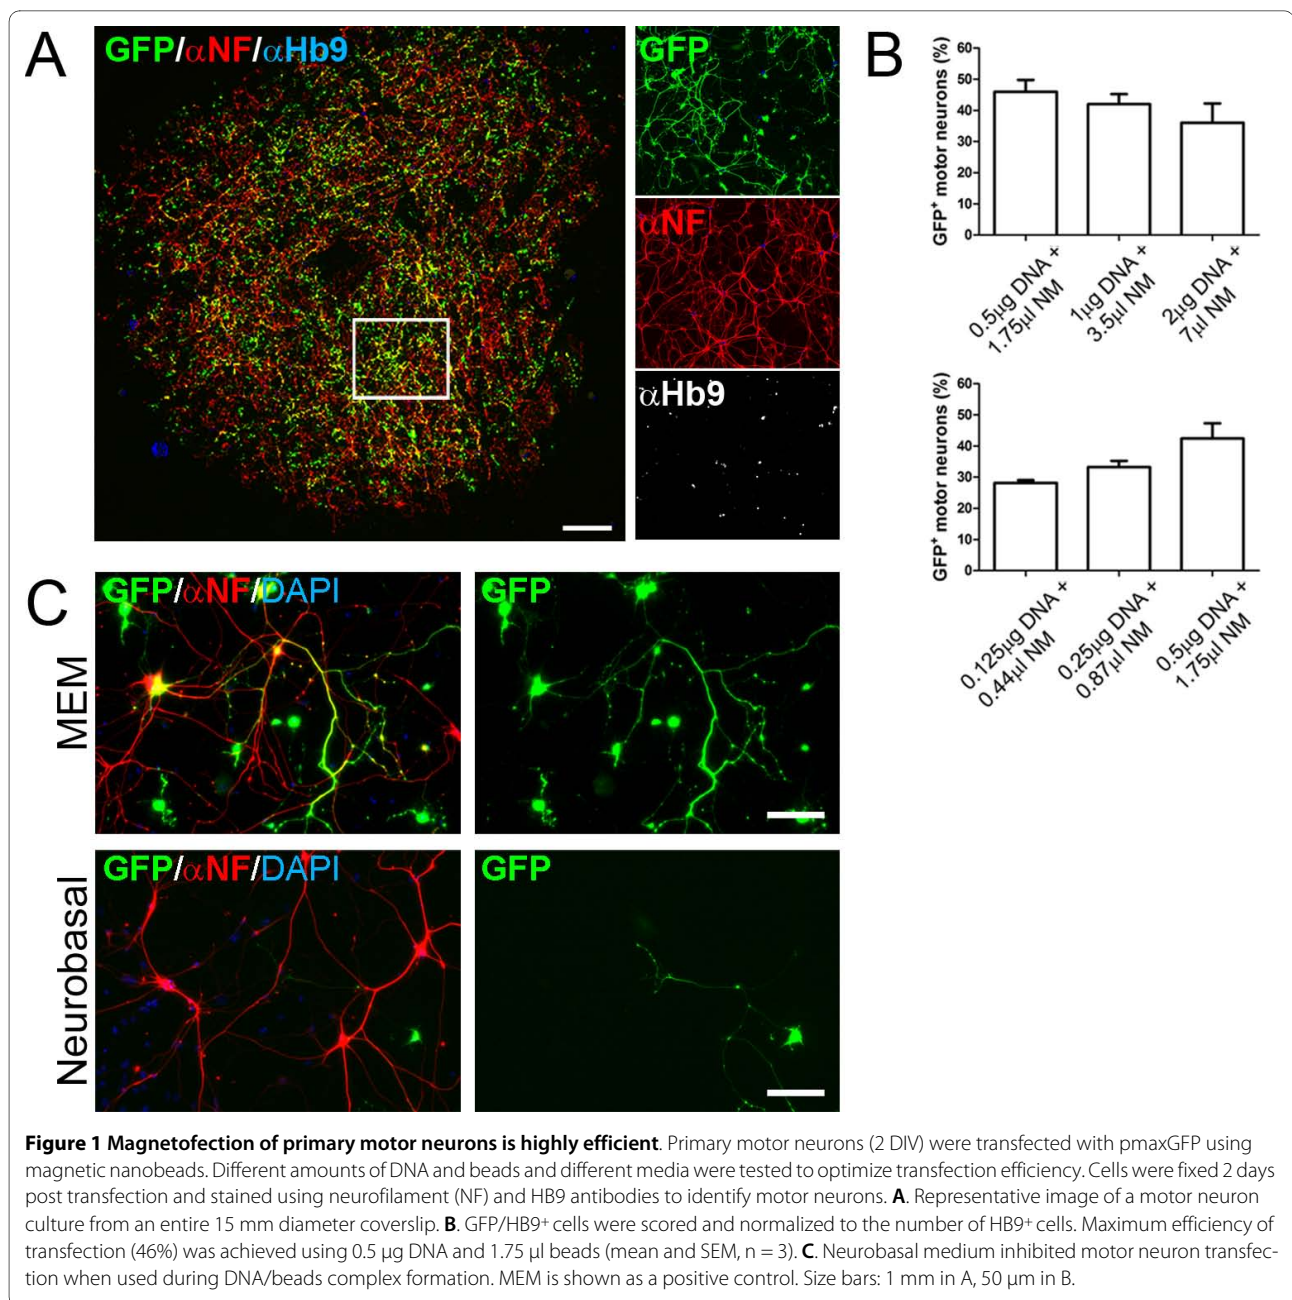 A
GFP/αNF/αHb9
GFP
αNF
αHb9
B
GFP⁺ motor neurons (%)
60
50
40
30
20
10
0
0.5µg DNA +
1.75µl NM
1µg DNA +
3.5µl NM
2µg DNA +
7µl NM
GFP⁺ motor neurons (%)
60
50
40
30
20
10
0
0.125µg DNA +
0.44µl NM
0.25µg DNA +
0.87µl NM
0.5µg DNA +
1.75µl NM
C
MEM
GFP/αNF/DAPI
GFP
Neurobasal
GFP/αNF/DAPI
GFP
Figure 1 Magnetofection of primary motor neurons is highly efficient. Primary motor neurons (2 DIV) were transfected with pmaxGFP using
magnetic nanobeads. Different amounts of DNA and beads and different media were tested to optimize transfection efficiency. Cells were fixed 2 days
post transfection and stained using neurofilament (NF) and HB9 antibodies to identify motor neurons. A. Representative image of a motor neuron
culture from an entire 15 mm diameter coverslip. B. GFP/HB9⁺ cells were scored and normalized to the number of HB9⁺ cells. Maximum efficiency of
transfection (46%) was achieved using 0.5 µg DNA and 1.75 µl beads (mean and SEM, n = 3). C. Neurobasal medium inhibited motor neuron transfec-
tion when used during DNA/beads complex formation. MEM is shown as a positive control. Size bars: 1 mm in A, 50 µm in B.